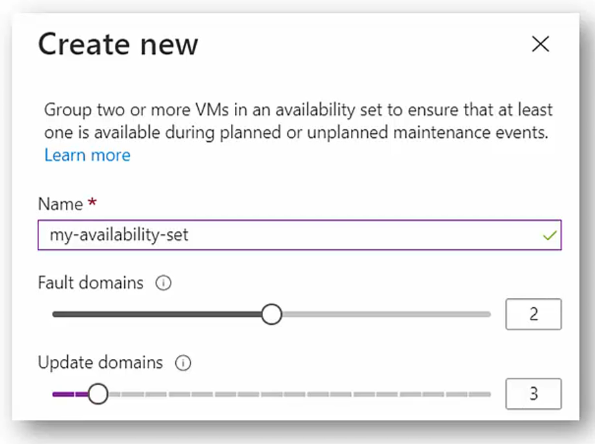 Create new
Group two or more VMs in an availability set to ensure that at least
one is available during planned or unplanned maintenance events.
Learn more
Name *
my-availability-set
Fault domains
2
Update domains
3